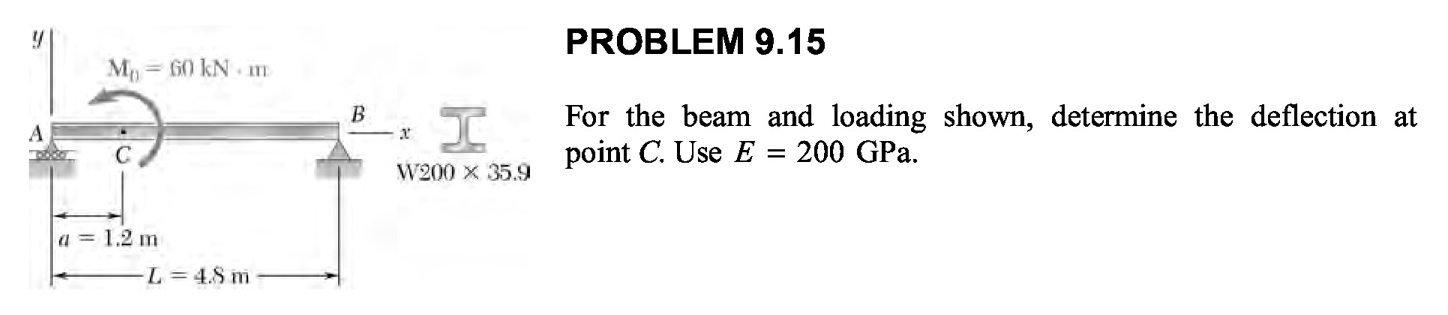 PROBLEM 9.15
For the beam and loading shown, determine the deflection at
point C. Use E = 200 GPa.
y
M₀ = 60 kN · m
A
B
x
C
W200 × 35.9
a = 1.2 m
L = 4.8 m